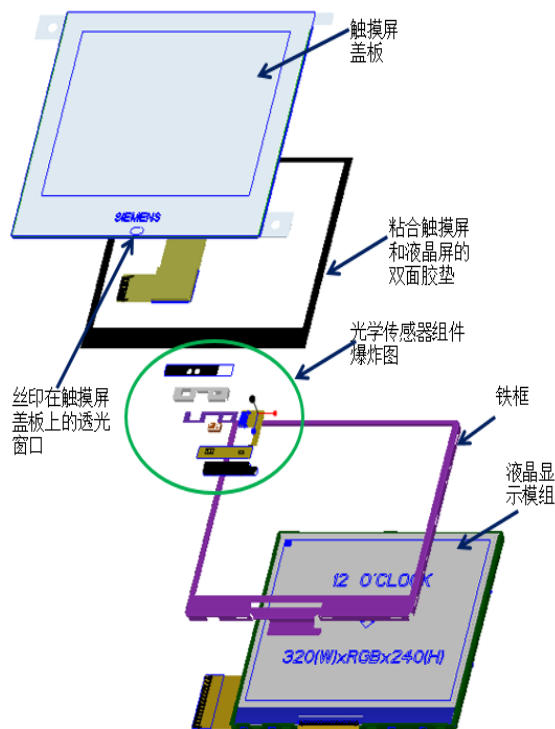 触摸屏
盖板
SIEMENS
粘合触摸屏
和液晶屏的
双面胶垫
光学传感器组件
爆炸图
丝印在触摸屏
盖板上的透光
窗口
铁框
液晶显
示模组
12 O'CLOCK
320(W)xRGBx240(H)